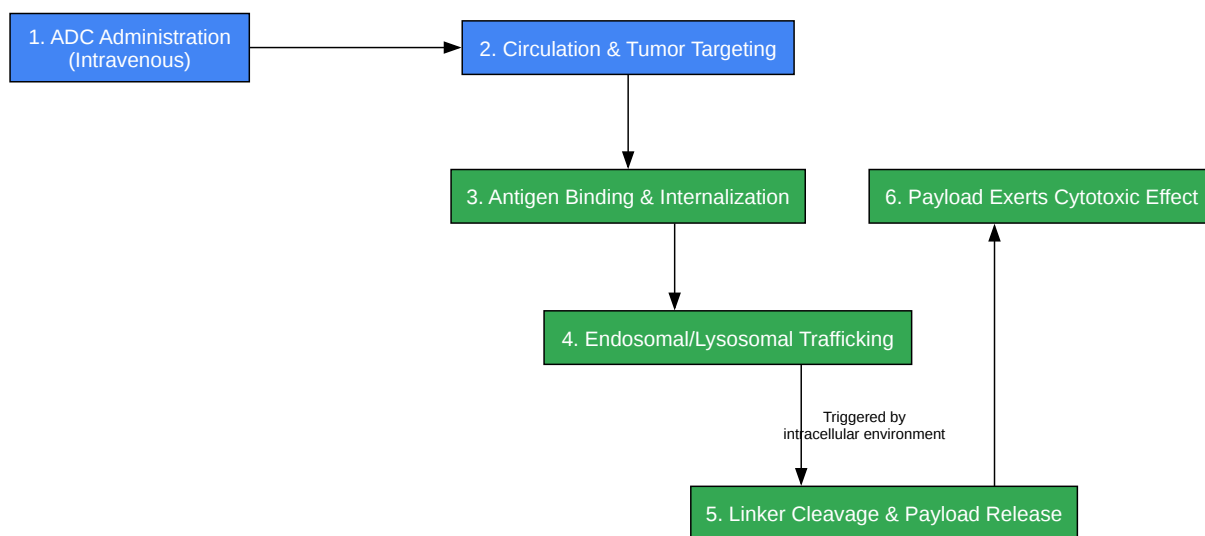 1. ADC Administration
(Intravenous)
2. Circulation & Tumor Targeting
3. Antigen Binding & Internalization
6. Payload Exerts Cytotoxic Effect
4. Endosomal/Lysosomal Trafficking
Triggered by
intracellular environment
5. Linker Cleavage & Payload Release